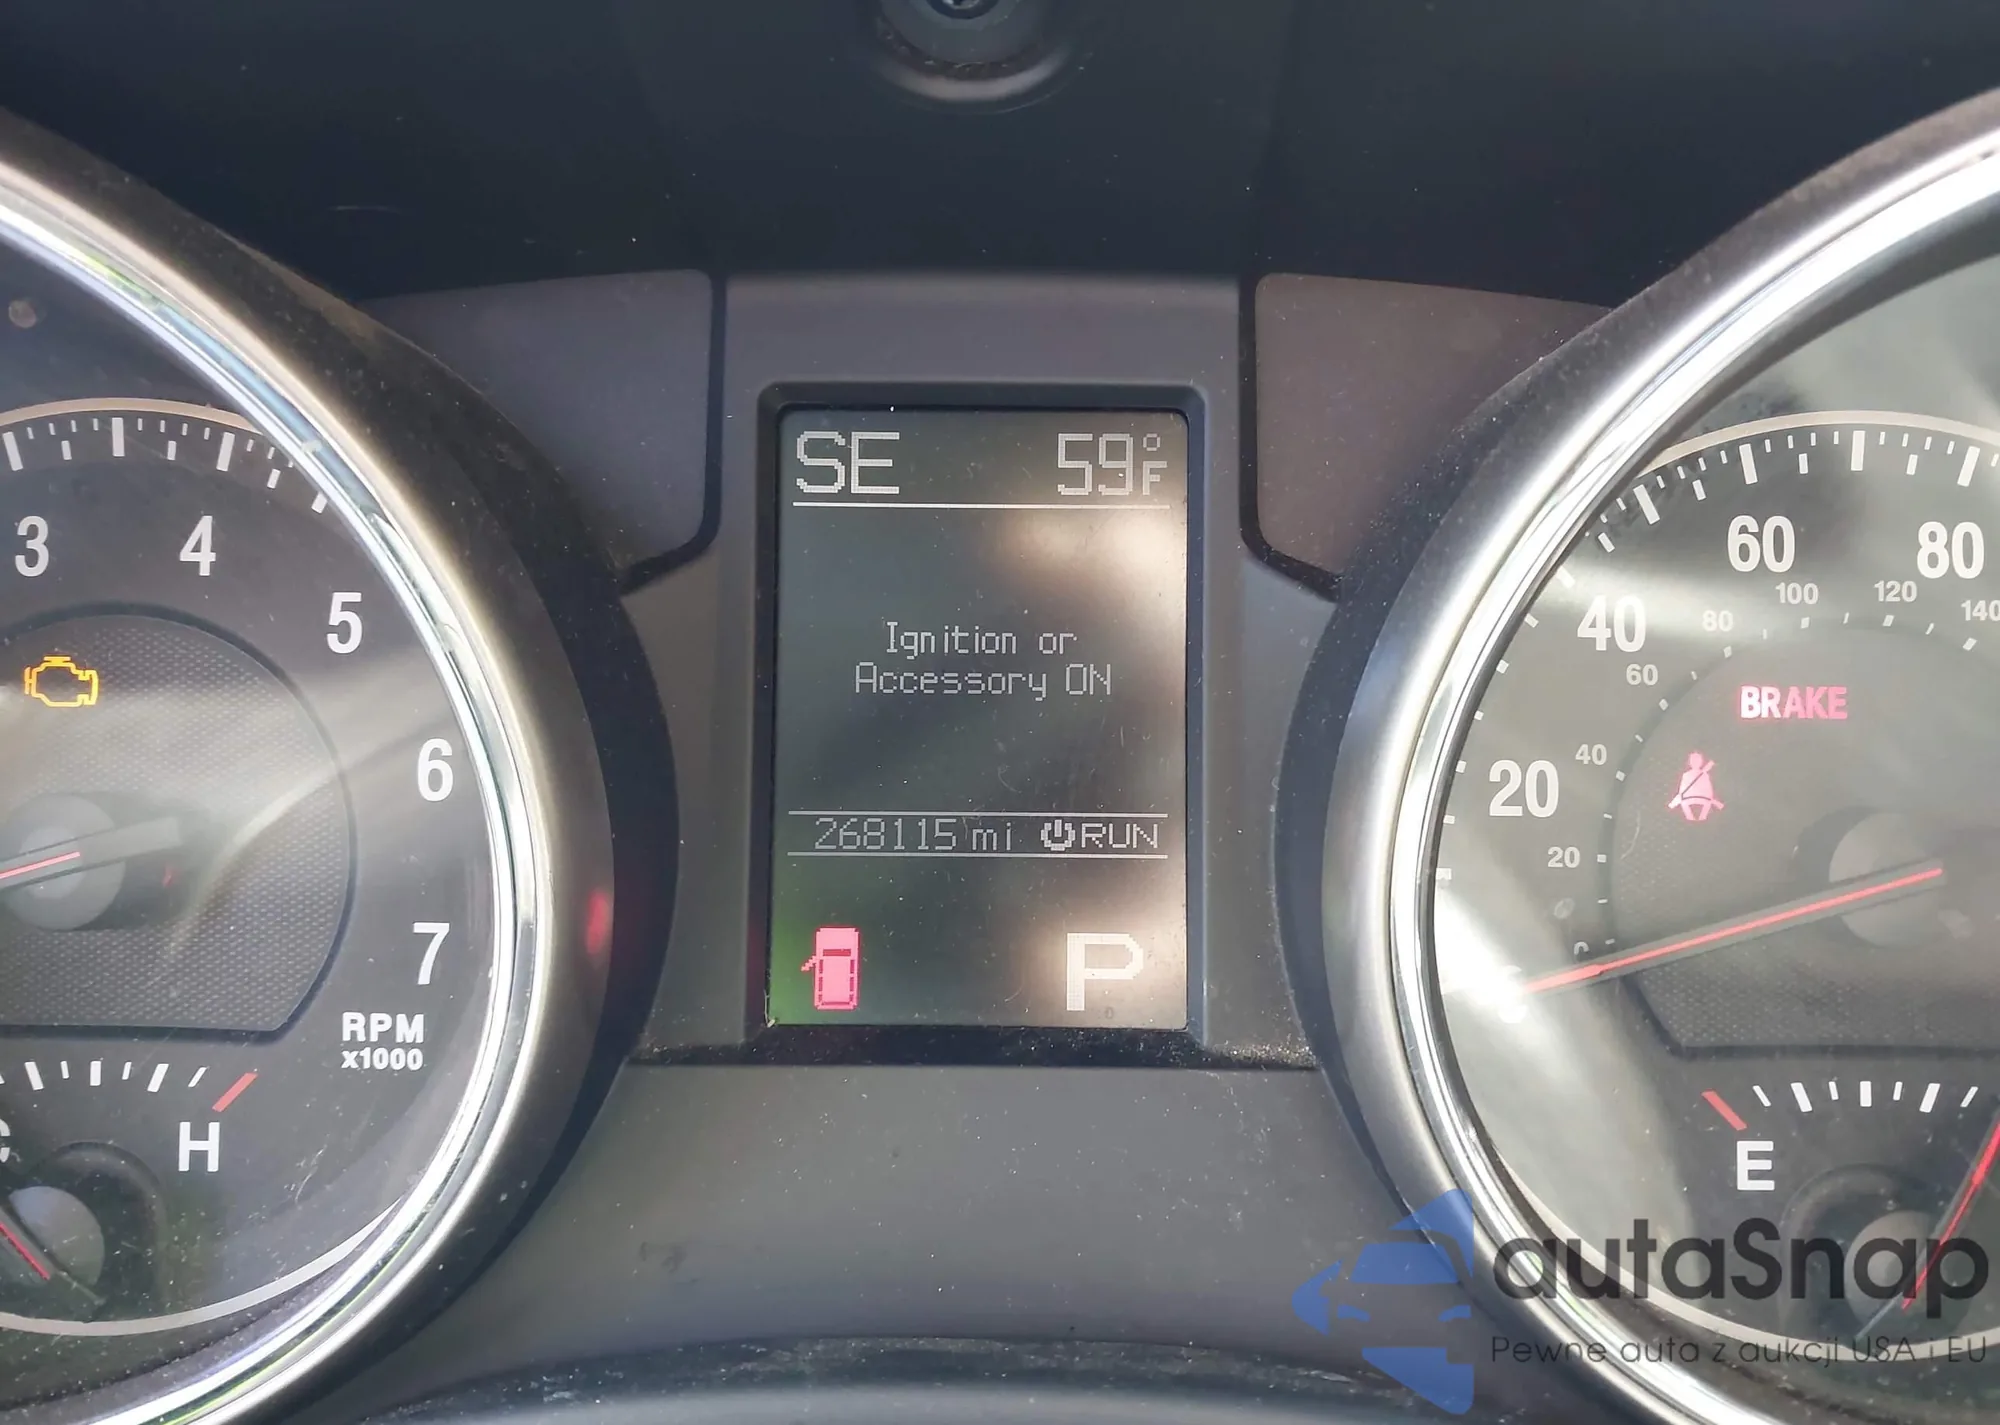 SE 59°F
3 4 5 6 7
RPM
x1000
C H
Ignition or
Accessory ON
268115 mi RUN
P
20 40 60 80
0 20 40 60 80 100 120 140
BRAKE
E
autaSnap
Pewne auta z aukcji USA i EU